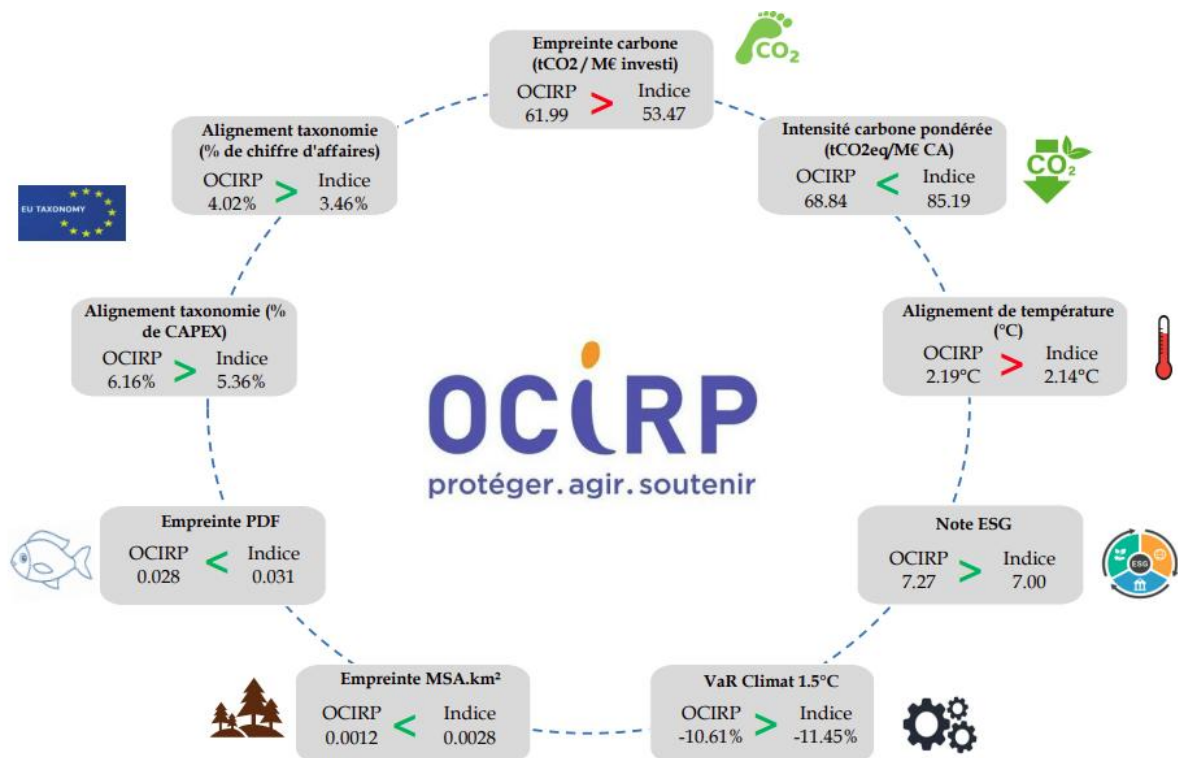 Empreinte carbone
(tCO2 / M€ investi)
OCIRP > Indice
61.99 53.47
CO2
Intensité carbone pondérée
(tCO2eq/M€ CA)
OCIRP < Indice
68.84 85.19
CO2
Alignement de température
(°C)
OCIRP > Indice
2.19°C 2.14°C
Note ESG
OCIRP > Indice
7.27 7.00
ESG
VaR Climat 1.5°C
OCIRP > Indice
-10.61% -11.45%
Empreinte MSA.km²
OCIRP < Indice
0.0012 0.0028
Empreinte PDF
OCIRP < Indice
0.028 0.031
Alignement taxonomie (%
de CAPEX)
OCIRP > Indice
6.16% 5.36%
Alignement taxonomie
(% de chiffre d'affaires)
OCIRP > Indice
4.02% 3.46%
EU TAXONOMY
OCIRP
protéger.agir.soutenir